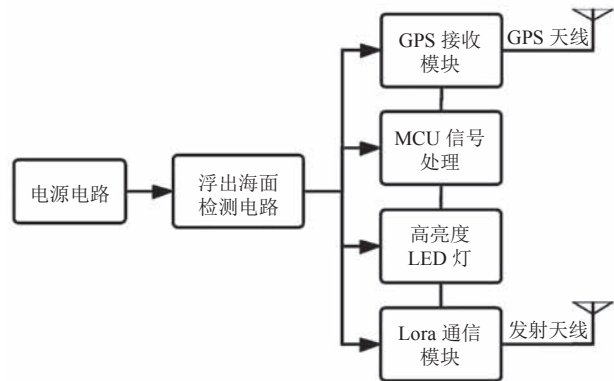 GPS 接收
模块
GPS 天线
MCU 信号
处理
电源电路
浮出海面
检测电路
高亮度
LED 灯
Lora 通信
模块
发射天线